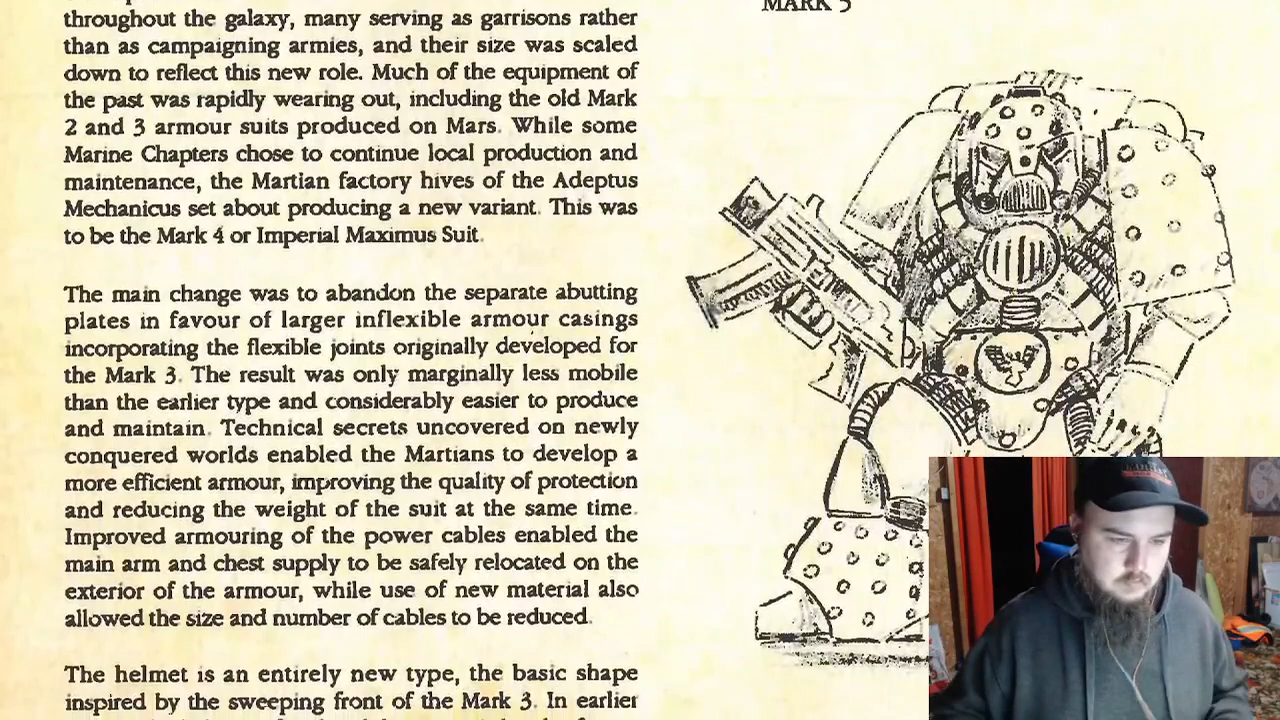 throughout the galaxy, many serving as garrisons rather
than as campaigning armies, and their size was scaled
down to reflect this new role. Much of the equipment of
the past was rapidly wearing out, including the old Mark
2 and 3 armour suits produced on Mars. While some
Marine Chapters chose to continue local production and
maintenance, the Martian factory hives of the Adeptus
Mechanicus set about producing a new variant. This was
to be the Mark 4 or Imperial Maximus Suit.
The main change was to abandon the separate abutting
plates in favour of larger inflexible armour casings
incorporating the flexible joints originally developed for
the Mark 3. The result was only marginally less mobile
than the earlier type and considerably easier to produce
and maintain. Technical secrets uncovered on newly
conquered worlds enabled the Martians to develop a
more efficient armour, improving the quality of protection
and reducing the weight of the suit at the same time.
Improved armouring of the power cables enabled the
main arm and chest supply to be safely relocated on the
exterior of the armour, while use of new material also
allowed the size and number of cables to be reduced.
The helmet is an entirely new type, the basic shape
inspired by the sweeping front of the Mark 3. In earlier
MARK 5